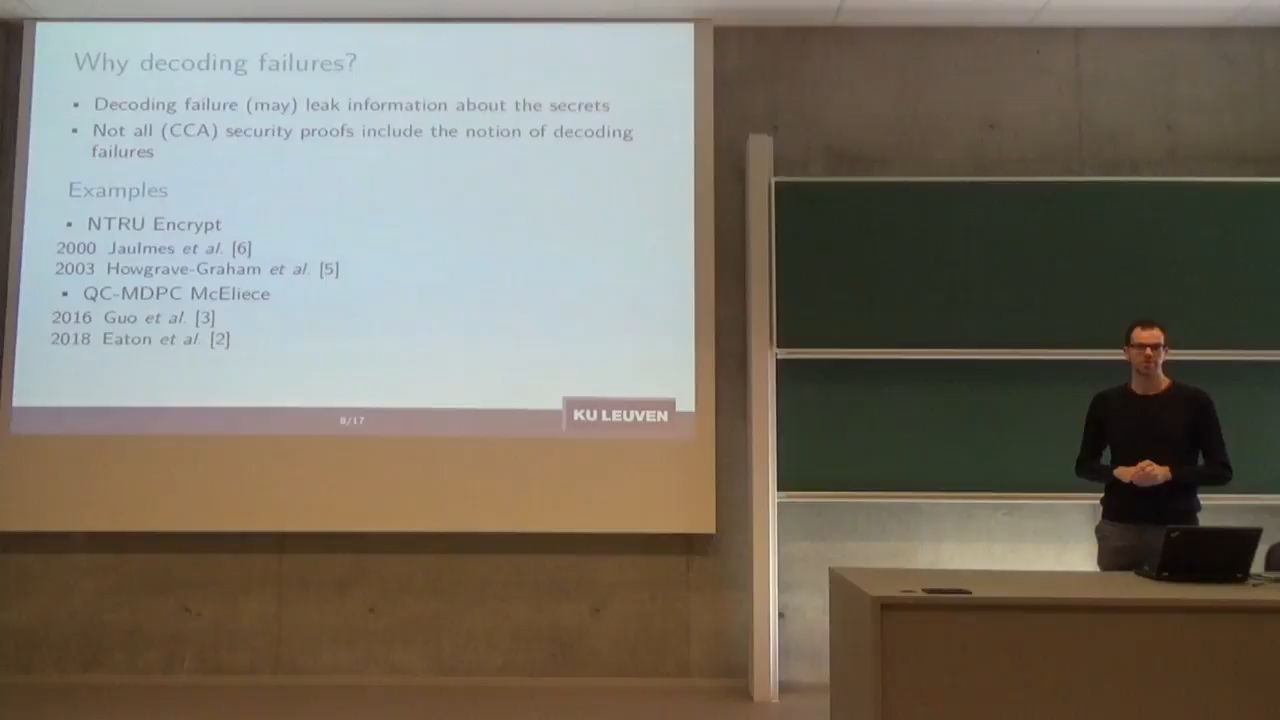 Why decoding failures?
▪ Decoding failure (may) leak information about the secrets
▪ Not all (CCA) security proofs include the notion of decoding
failures
Examples
▪ NTRU Encrypt
2000 Jaulmes et al. [6]
2003 Howgrave-Graham et al. [5]
▪ QC-MDPC McEliece
2016 Guo et al. [3]
2018 Eaton et al. [2]
8/17
KU LEUVEN